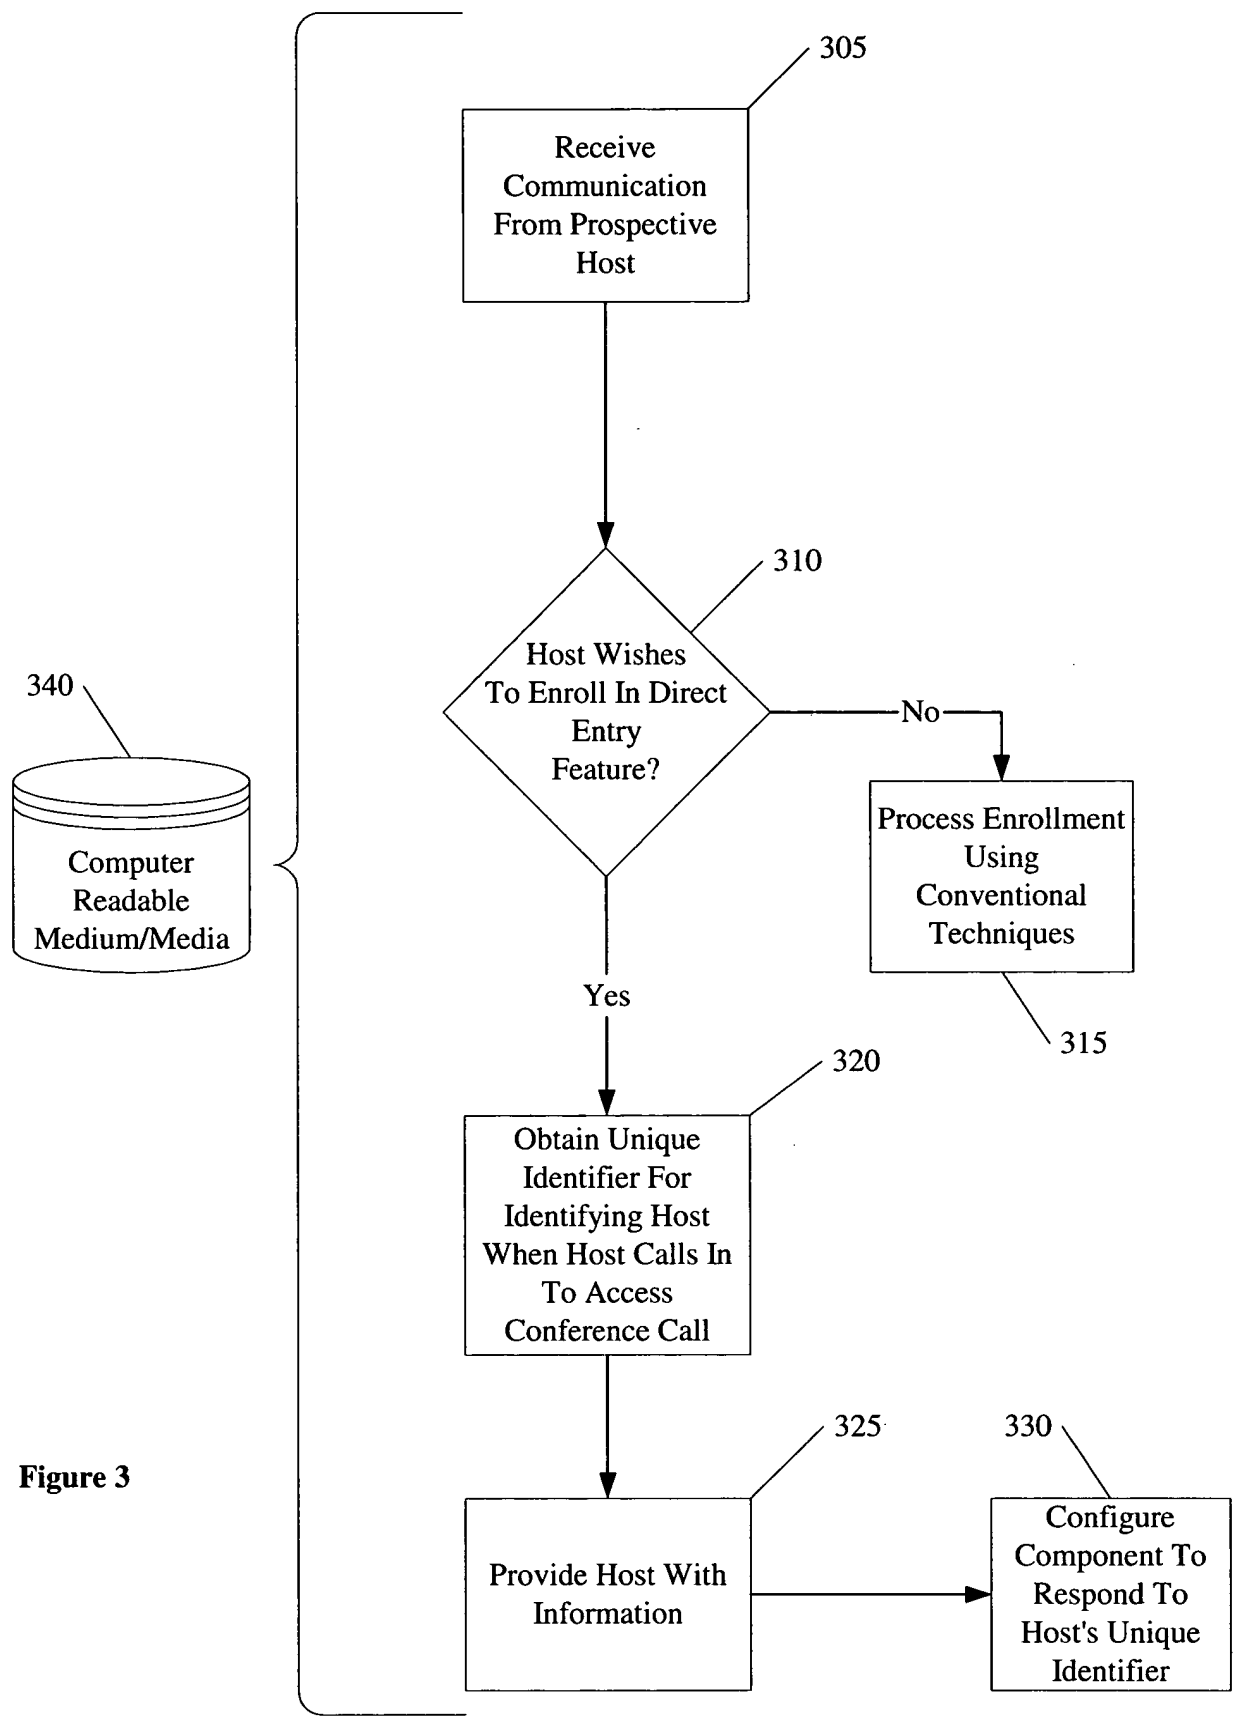 305
Receive
Communication
From Prospective
Host
310
Host Wishes
To Enroll In Direct
Entry
Feature?
No
340
Computer
Readable
Medium/Media
Process Enrollment
Using
Conventional
Techniques
315
Yes
320
Obtain Unique
Identifier For
Identifying Host
When Host Calls In
To Access
Conference Call
325
330
Figure 3
Provide Host With
Information
Configure
Component To
Respond To
Host's Unique
Identifier